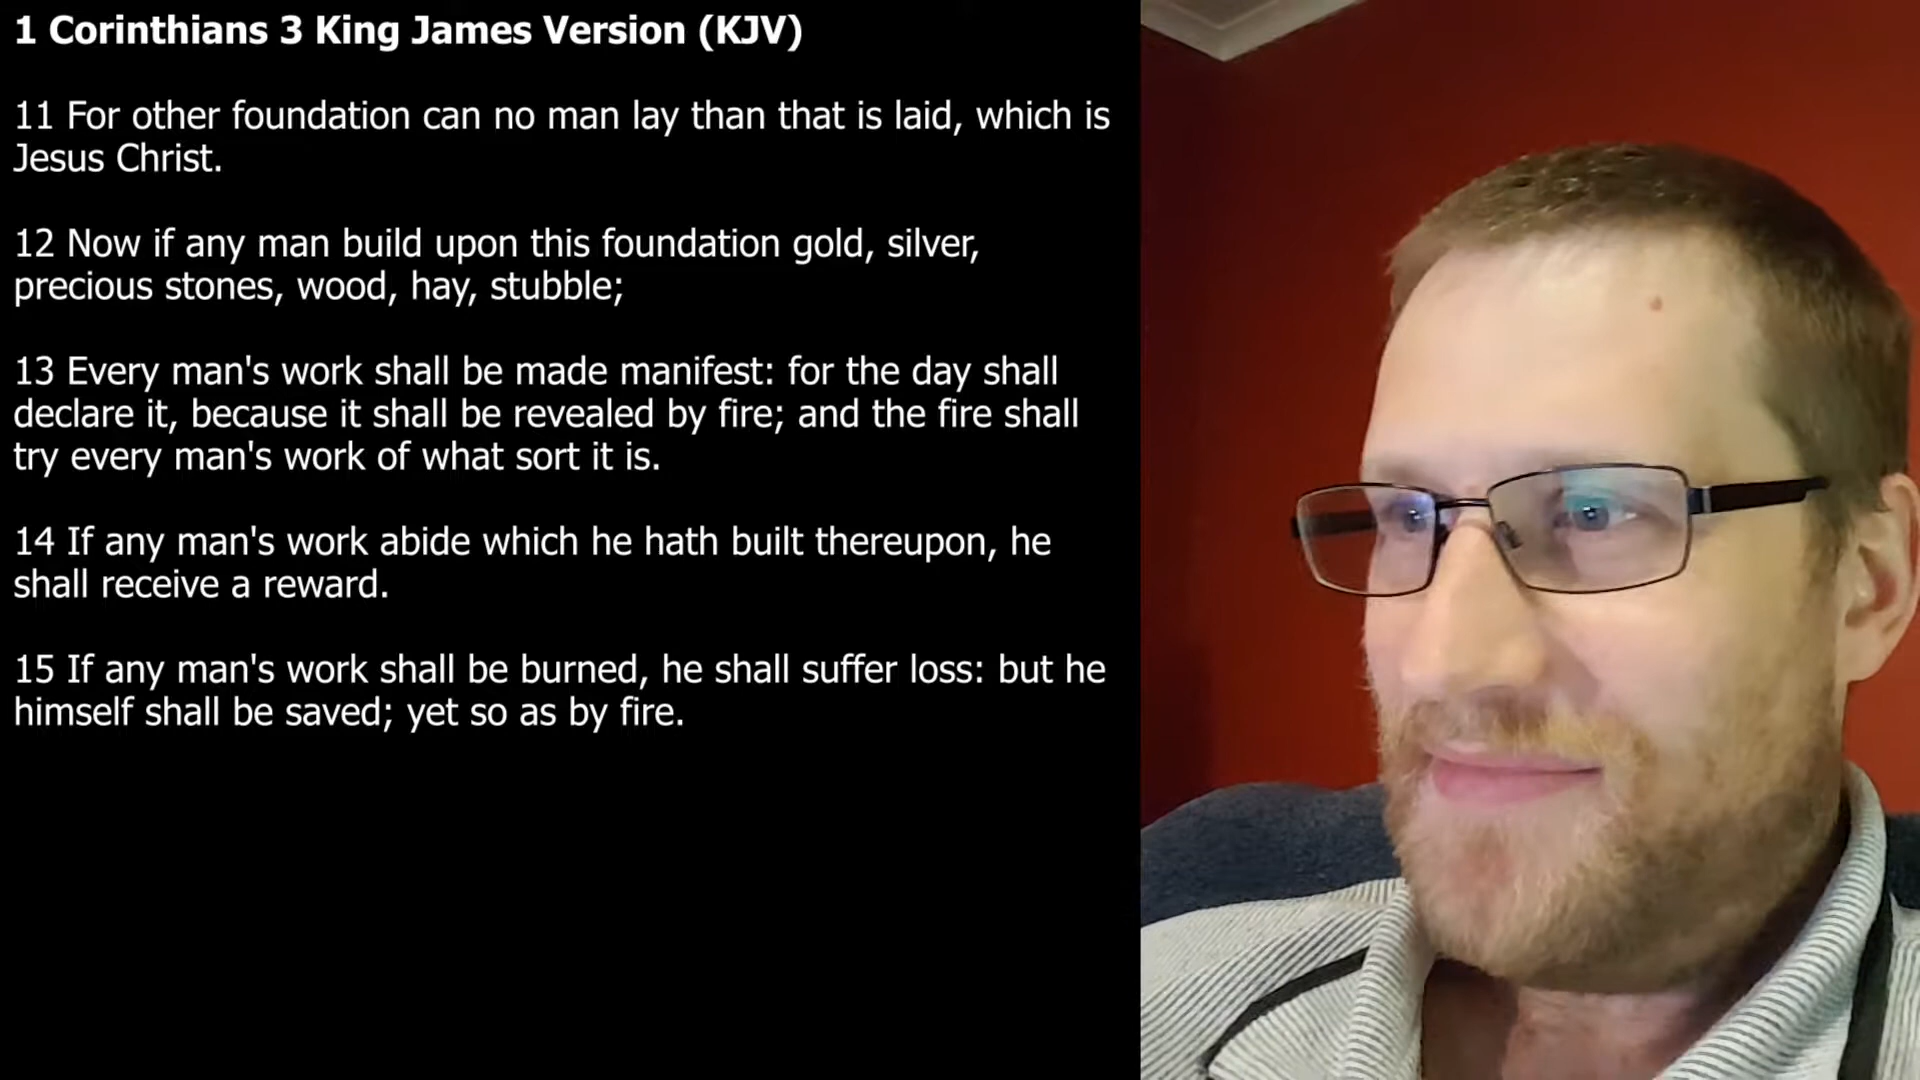 1 Corinthians 3 King James Version (KJV)
11 For other foundation can no man lay than that is laid, which is
Jesus Christ.
12 Now if any man build upon this foundation gold, silver,
precious stones, wood, hay, stubble;
13 Every man's work shall be made manifest: for the day shall
declare it, because it shall be revealed by fire; and the fire shall
try every man's work of what sort it is.
14 If any man's work abide which he hath built thereupon, he
shall receive a reward.
15 If any man's work shall be burned, he shall suffer loss: but he
himself shall be saved; yet so as by fire.